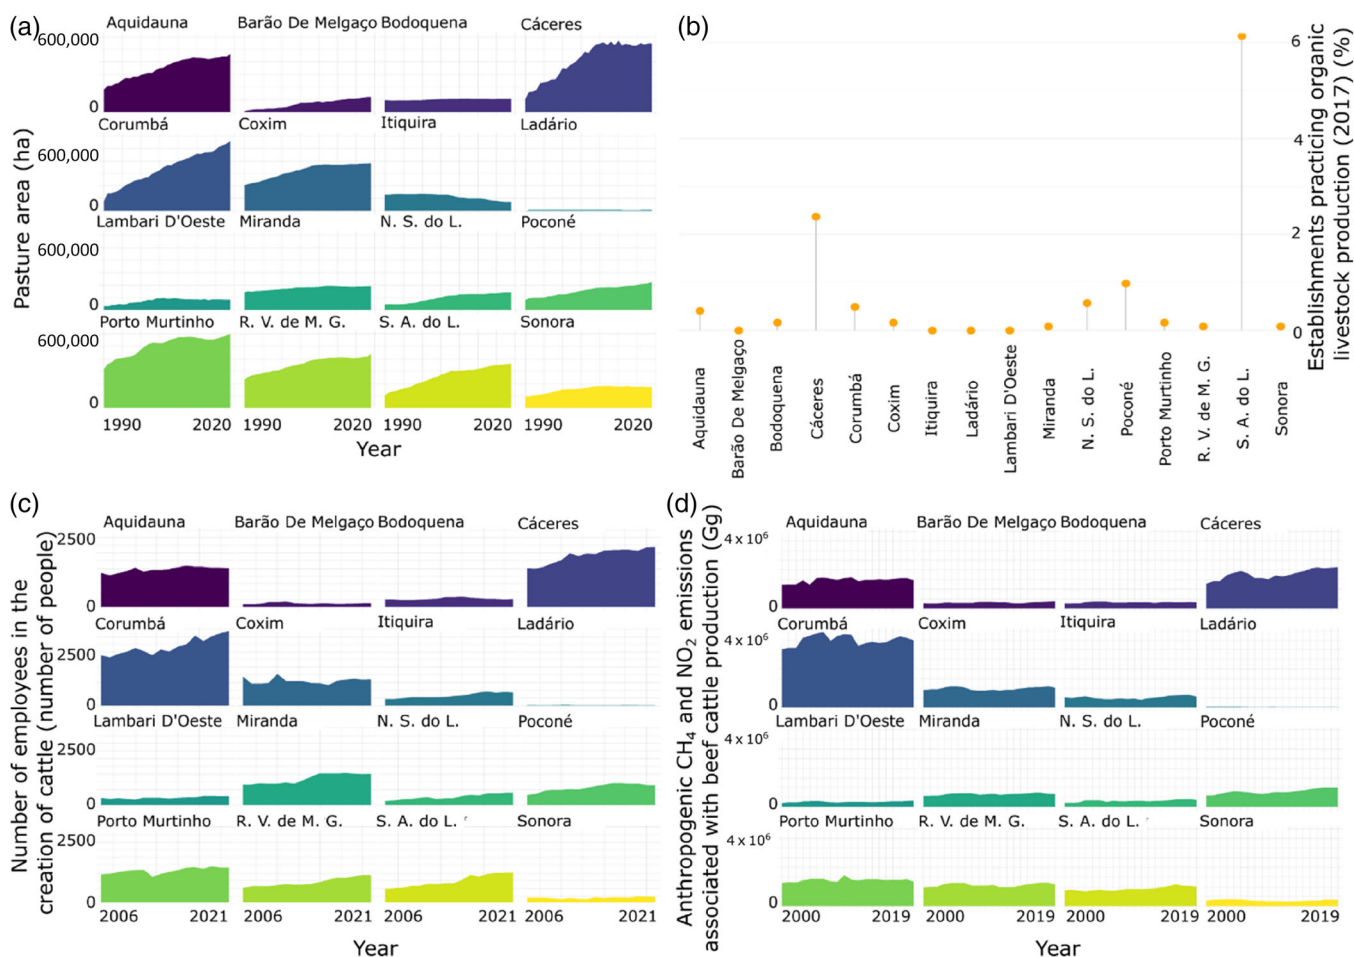 (a)
Pasture area (ha)
Aquidauna Barão De Melgaço Bodoquena Cáceres
600,000
0
Corumbá Coxim Itiquira Ladário
600,000
0
Lambari D'Oeste Miranda N. S. do L. Poconé
600,000
0
Porto Murtinho R. V. de M. G. S. A. do L. Sonora
600,000
0
1990 2020 1990 2020 1990 2020 1990 2020
Year
(b)
6
4
2
0
Establishments practicing organic
livestock production (2017) (%)
Aquidauna
Barão De Melgaço
Bodoquena
Cáceres
Corumbá
Coxim
Itiquira
Ladário
Lambari D'Oeste
Miranda
N. S. do L.
Poconé
Porto Murtinho
R. V. de M. G.
S. A. do L.
Sonora
(c)
Number of employees in the
creation of cattle (number of people)
Aquidauna Barão De Melgaço Bodoquena Cáceres
2500
0
Corumbá Coxim Itiquira Ladário
2500
0
Lambari D'Oeste Miranda N. S. do L. Poconé
2500
0
Porto Murtinho R. V. de M. G. S. A. do L. Sonora
2500
0
2006 2021 2006 2021 2006 2021 2006 2021
Year
(d)
Anthropogenic CH₄ and NO₂ emissions
associated with beef cattle production (Gg)
Aquidauna Barão De Melgaço Bodoquena Cáceres
4 × 10⁶
0
Corumbá Coxim Itiquira Ladário
4 × 10⁶
0
Lambari D'Oeste Miranda N. S. do L. Poconé
4 × 10⁶
0
Porto Murtinho R. V. de M. G. S. A. do L. Sonora
4 × 10⁶
0
2000 2019 2000 2019 2000 2019 2000 2019
Year